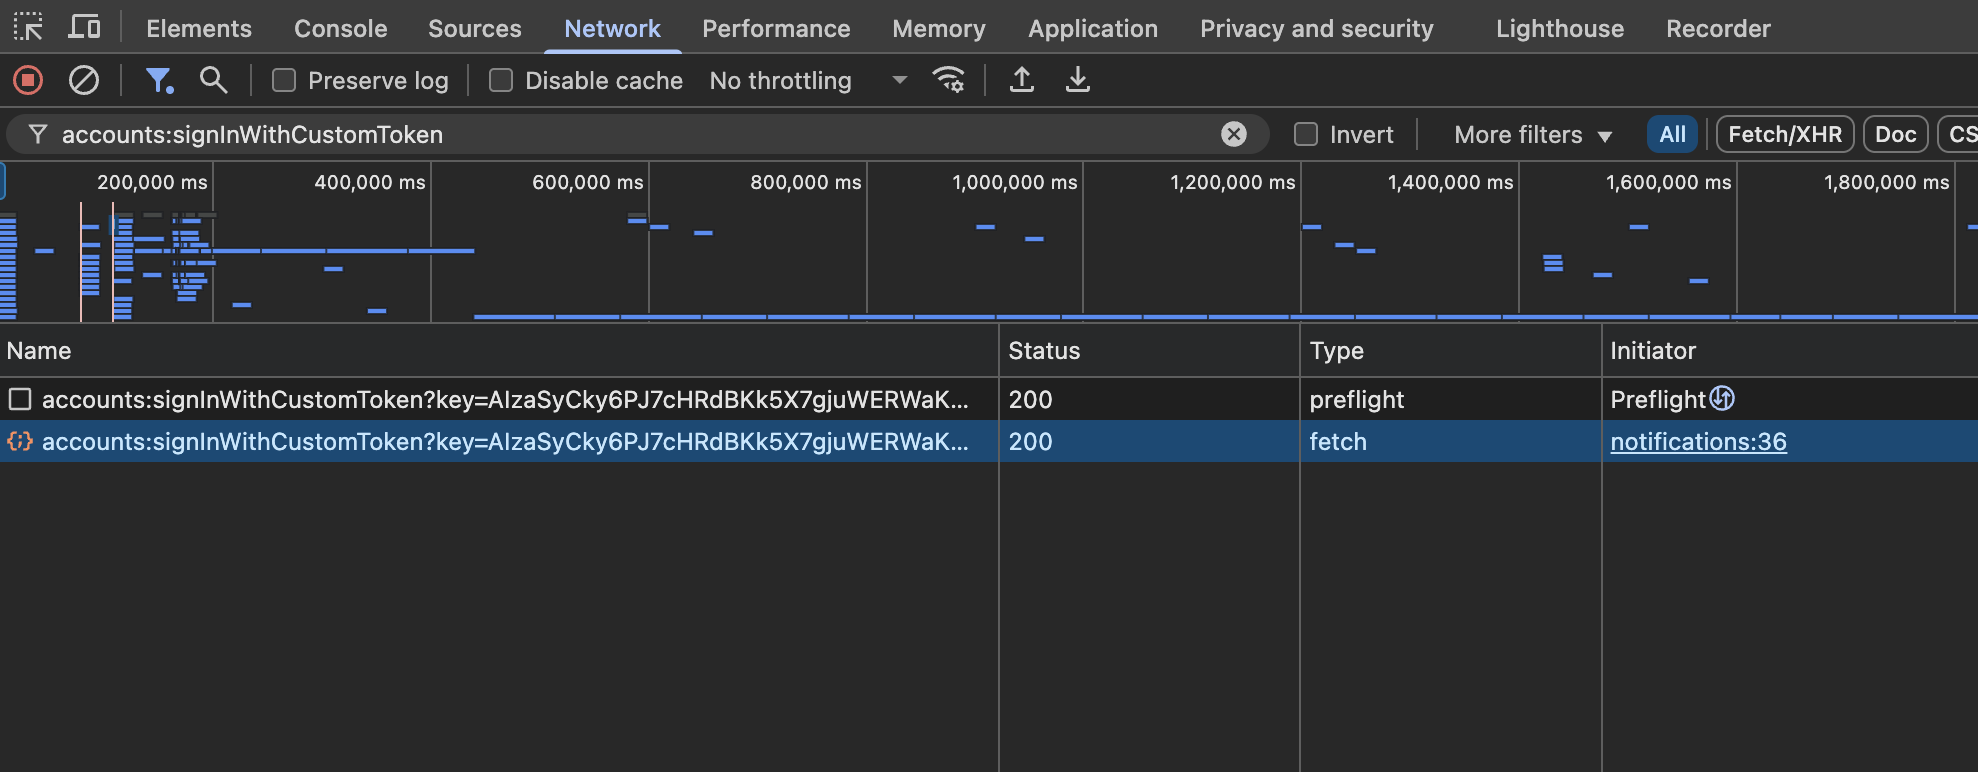 Elements Console Sources Network Performance Memory Application Privacy and security Lighthouse Recorder
Preserve log Disable cache No throttling
accounts:signInWithCustomToken Invert More filters All Fetch/XHR Doc CS
200,000 ms 400,000 ms 600,000 ms 800,000 ms 1,000,000 ms 1,200,000 ms 1,400,000 ms 1,600,000 ms 1,800,000 ms
Name Status Type Initiator
accounts:signInWithCustomToken?key=AIzaSyCky6PJ7cHRdBKk5X7gjuWERWaK... 200 preflight Preflight
accounts:signInWithCustomToken?key=AIzaSyCky6PJ7cHRdBKk5X7gjuWERWaK... 200 fetch notifications:36